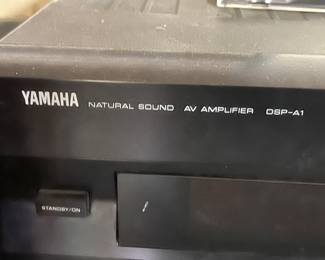 YAMAHA NATURAL SOUND AV AMPLIFIER DSP-A1
STANDBY/ON